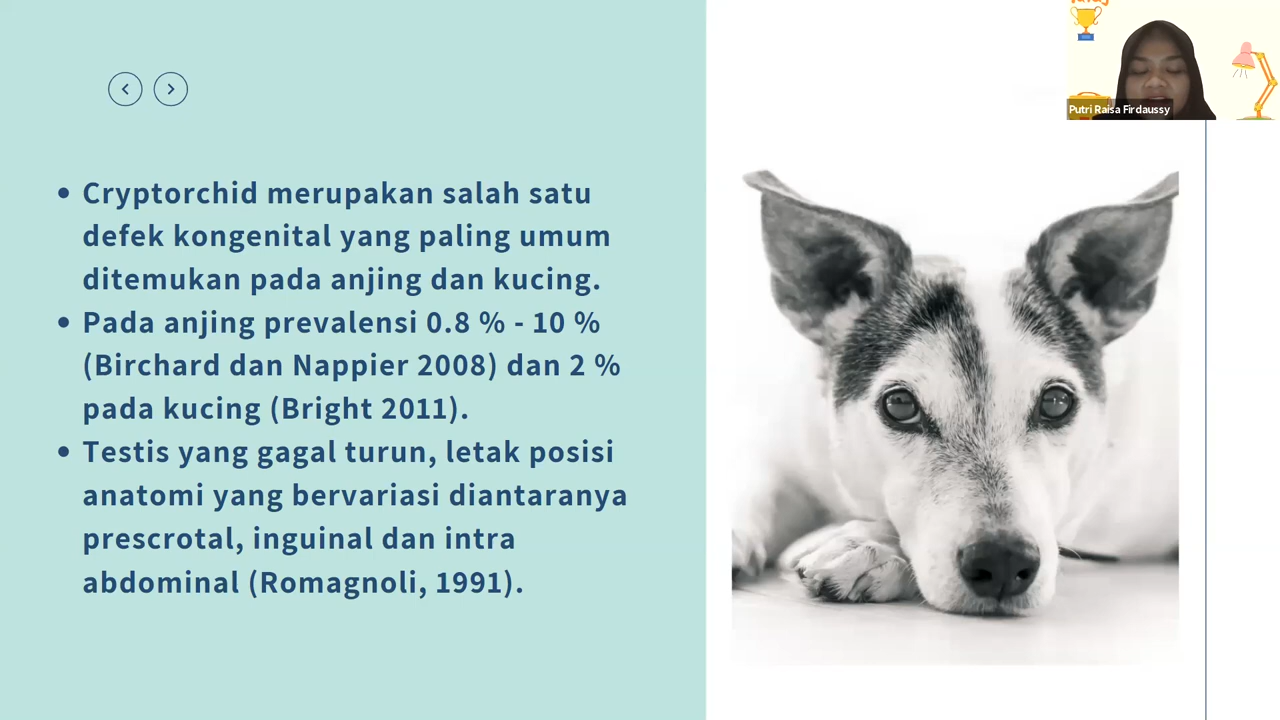 Cryptorchid merupakan salah satu
defek kongenital yang paling umum
ditemukan pada anjing dan kucing.
Pada anjing prevalensi 0.8 % - 10 %
(Birchard dan Nappier 2008) dan 2 %
pada kucing (Bright 2011).
Testis yang gagal turun, letak posisi
anatomi yang bervariasi diantaranya
prescrotal, inguinal dan intra
abdominal (Romagnoli, 1991).
Putri Raisa Firdaussy